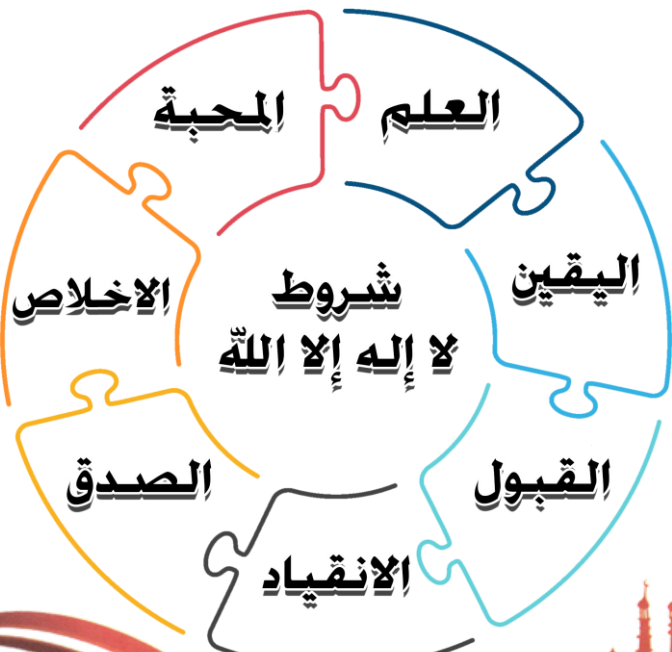 شروط
لا إله إلا الله
العلم
اليقين
القبول
الانقياد
الصدق
الاخلاص
المحبة